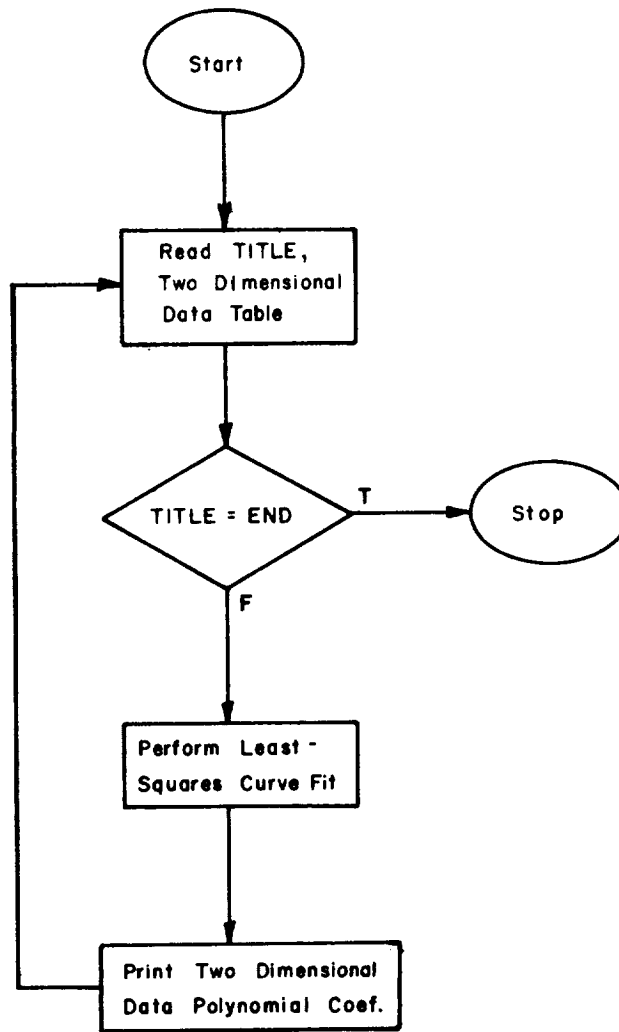 Start
Read TITLE,
Two Dimensional
Data Table
TITLE = END
T
Stop
F
Perform Least-
Squares Curve Fit
Print Two Dimensional
Data Polynomial Coef.